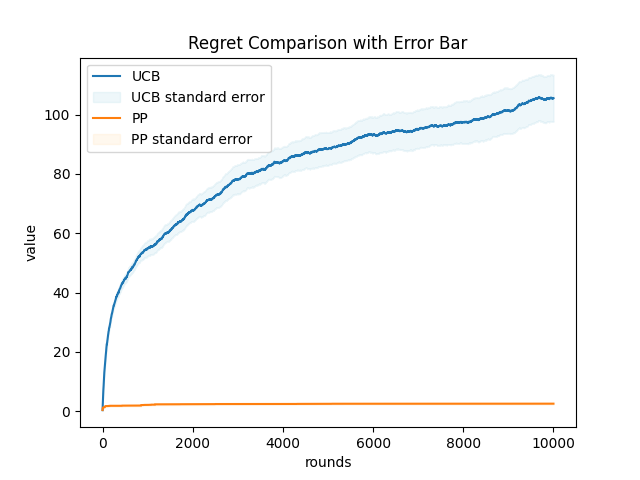 Regret Comparison with Error Bar
UCB
UCB standard error
PP
PP standard error
value
100
80
60
40
20
0
0 2000 4000 6000 8000 10000
rounds